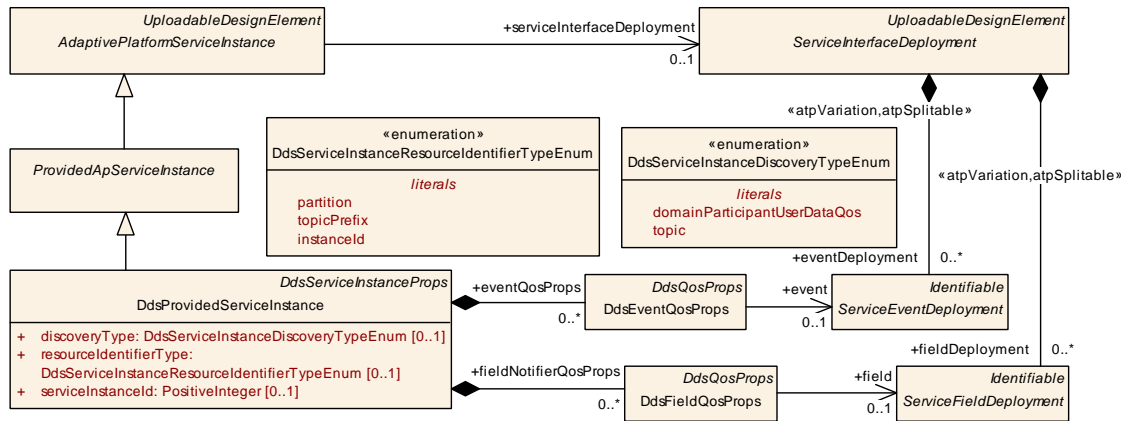 UploadableDesignElement
AdaptivePlatformServiceInstance
+serviceInterfaceDeployment
0..1
UploadableDesignElement
ServiceInterfaceDeployment
«atpVariation,atpSplitable»
«enumeration»
DdsServiceInstanceResourceIdentifierTypeEnum
literals
partition
topicPrefix
instanceId
«enumeration»
DdsServiceInstanceDiscoveryTypeEnum
literals
domainParticipantUserDataQos
topic
ProvidedApServiceInstance
«atpVariation,atpSplitable»
+eventDeployment
0..*
DdsServiceInstanceProps
DdsProvidedServiceInstance
+ discoveryType: DdsServiceInstanceDiscoveryTypeEnum [0..1]
+ resourceIdentifierType:
DdsServiceInstanceResourceIdentifierTypeEnum [0..1]
+ serviceInstanceId: PositiveInteger [0..1]
+eventQosProps
0..*
DdsQosProps
DdsEventQosProps
+event
0..1
Identifiable
ServiceEventDeployment
+fieldDeployment
0..*
+fieldNotifierQosProps
0..*
DdsQosProps
DdsFieldQosProps
+field
0..1
Identifiable
ServiceFieldDeployment